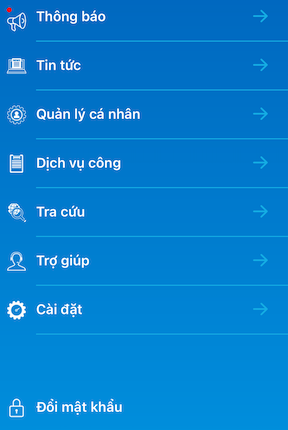 Thông báo
Tin tức
Quản lý cá nhân
Dịch vụ công
Tra cứu
Trợ giúp
Cài đặt
Đổi mật khẩu